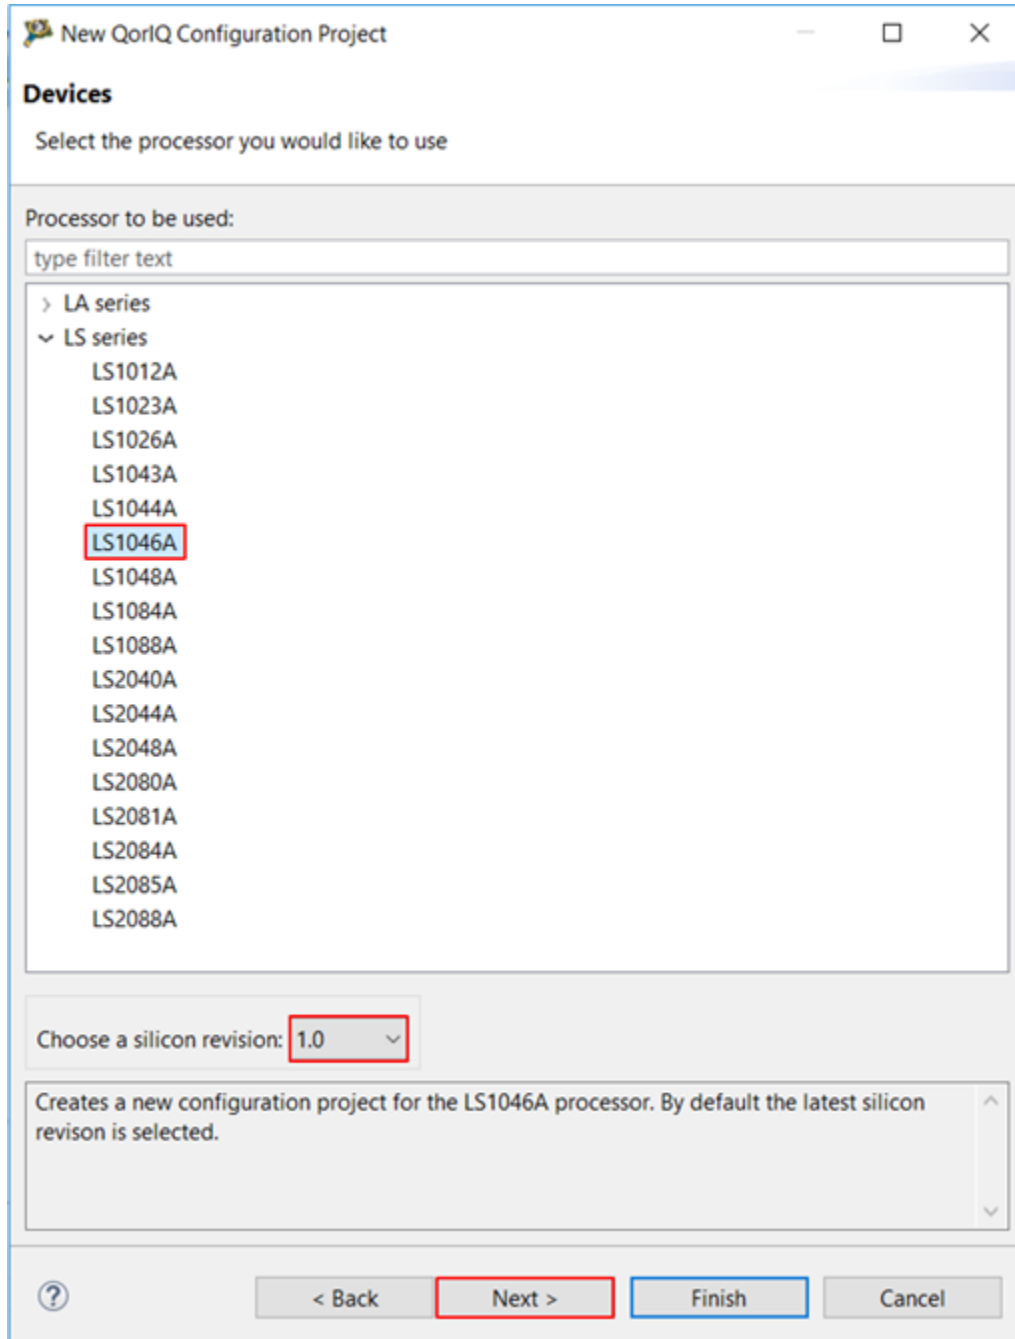 New QorIQ Configuration Project
Devices
Select the processor you would like to use
Processor to be used:
type filter text
LA series
LS series
LS1012A
LS1023A
LS1026A
LS1043A
LS1044A
LS1046A
LS1048A
LS1084A
LS1088A
LS2040A
LS2044A
LS2048A
LS2080A
LS2081A
LS2084A
LS2085A
LS2088A
Choose a silicon revision: 1.0
Creates a new configuration project for the LS1046A processor. By default the latest silicon
revison is selected.
? < Back Next > Finish Cancel